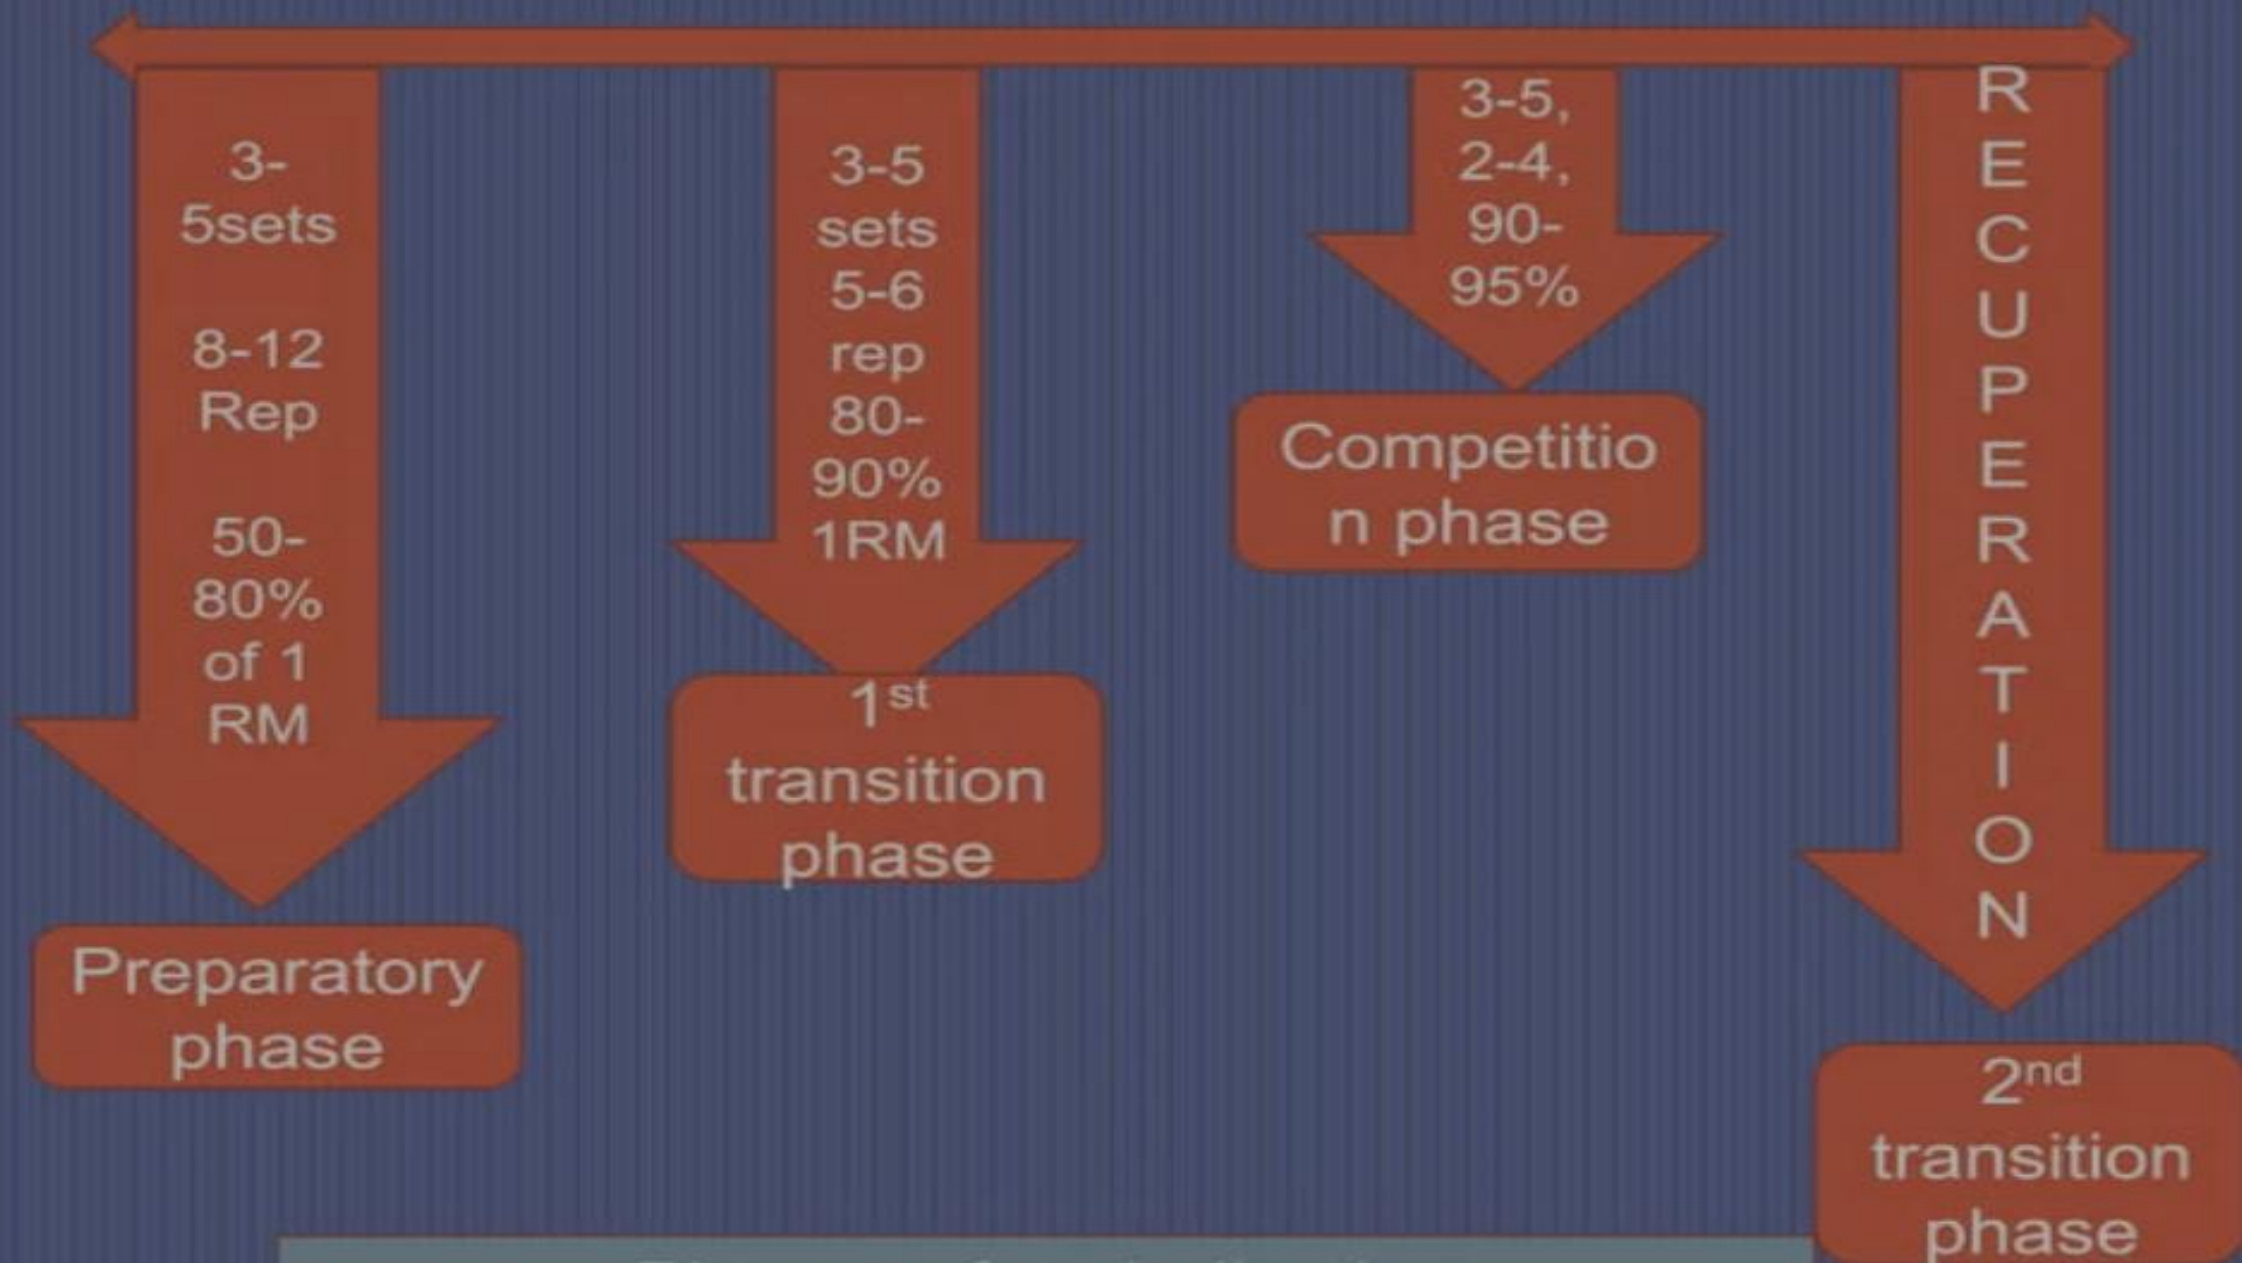 3-
5sets
8-12
Rep
50-
80%
of 1
RM
Preparatory
phase
3-5
sets
5-6
rep
80-
90%
1RM
1st
transition
phase
3-5,
2-4,
90-
95%
Competitio
n phase
R
E
C
U
P
E
R
A
T
I
O
N
2nd
transition
phase